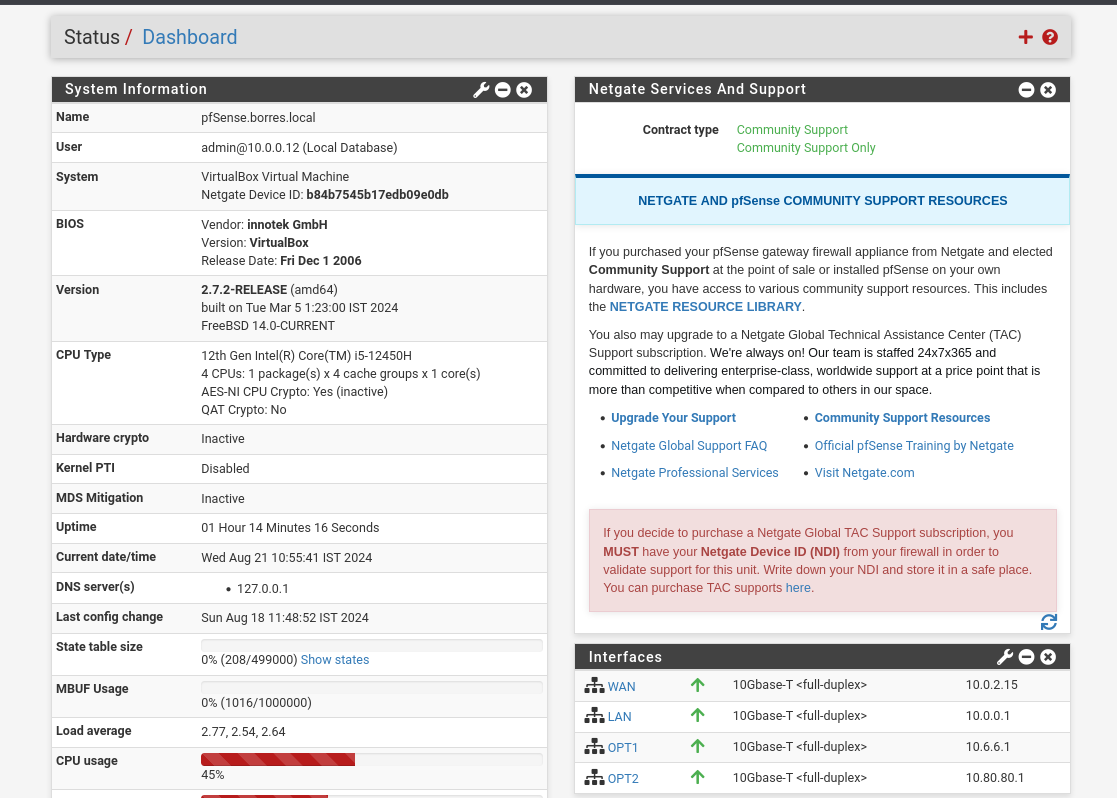 Status / Dashboard
System Information
Name pfSense.borres.local
User admin@10.0.0.12 (Local Database)
System VirtualBox Virtual Machine
Netgate Device ID: b84b7545b17edb09e0db
BIOS Vendor: innotek GmbH
Version: VirtualBox
Release Date: Fri Dec 1 2006
Version 2.7.2-RELEASE (amd64)
built on Tue Mar 5 1:23:00 IST 2024
FreeBSD 14.0-CURRENT
CPU Type 12th Gen Intel(R) Core(TM) i5-12450H
4 CPUs: 1 package(s) x 4 cache groups x 1 core(s)
AES-NI CPU Crypto: Yes (inactive)
QAT Crypto: No
Hardware crypto Inactive
Kernel PTI Disabled
MDS Mitigation Inactive
Uptime 01 Hour 14 Minutes 16 Seconds
Current date/time Wed Aug 21 10:55:41 IST 2024
DNS server(s) • 127.0.0.1
Last config change Sun Aug 18 11:48:52 IST 2024
State table size
0% (208/499000) Show states
MBUF Usage
0% (1016/1000000)
Load average 2.77, 2.54, 2.64
CPU usage
45%
Netgate Services And Support
Contract type Community Support
Community Support Only
NETGATE AND pfSense COMMUNITY SUPPORT RESOURCES
If you purchased your pfSense gateway firewall appliance from Netgate and elected
Community Support at the point of sale or installed pfSense on your own
hardware, you have access to various community support resources. This includes
the NETGATE RESOURCE LIBRARY.
You also may upgrade to a Netgate Global Technical Assistance Center (TAC)
Support subscription. We're always on! Our team is staffed 24x7x365 and
committed to delivering enterprise-class, worldwide support at a price point that is
more than competitive when compared to others in our space.
• Upgrade Your Support • Community Support Resources
• Netgate Global Support FAQ • Official pfSense Training by Netgate
• Netgate Professional Services • Visit Netgate.com
If you decide to purchase a Netgate Global TAC Support subscription, you
MUST have your Netgate Device ID (NDI) from your firewall in order to
validate support for this unit. Write down your NDI and store it in a safe place.
You can purchase TAC supports here.
Interfaces
WAN 10Gbase-T <full-duplex> 10.0.2.15
LAN 10Gbase-T <full-duplex> 10.0.0.1
OPT1 10Gbase-T <full-duplex> 10.6.6.1
OPT2 10Gbase-T <full-duplex> 10.80.80.1